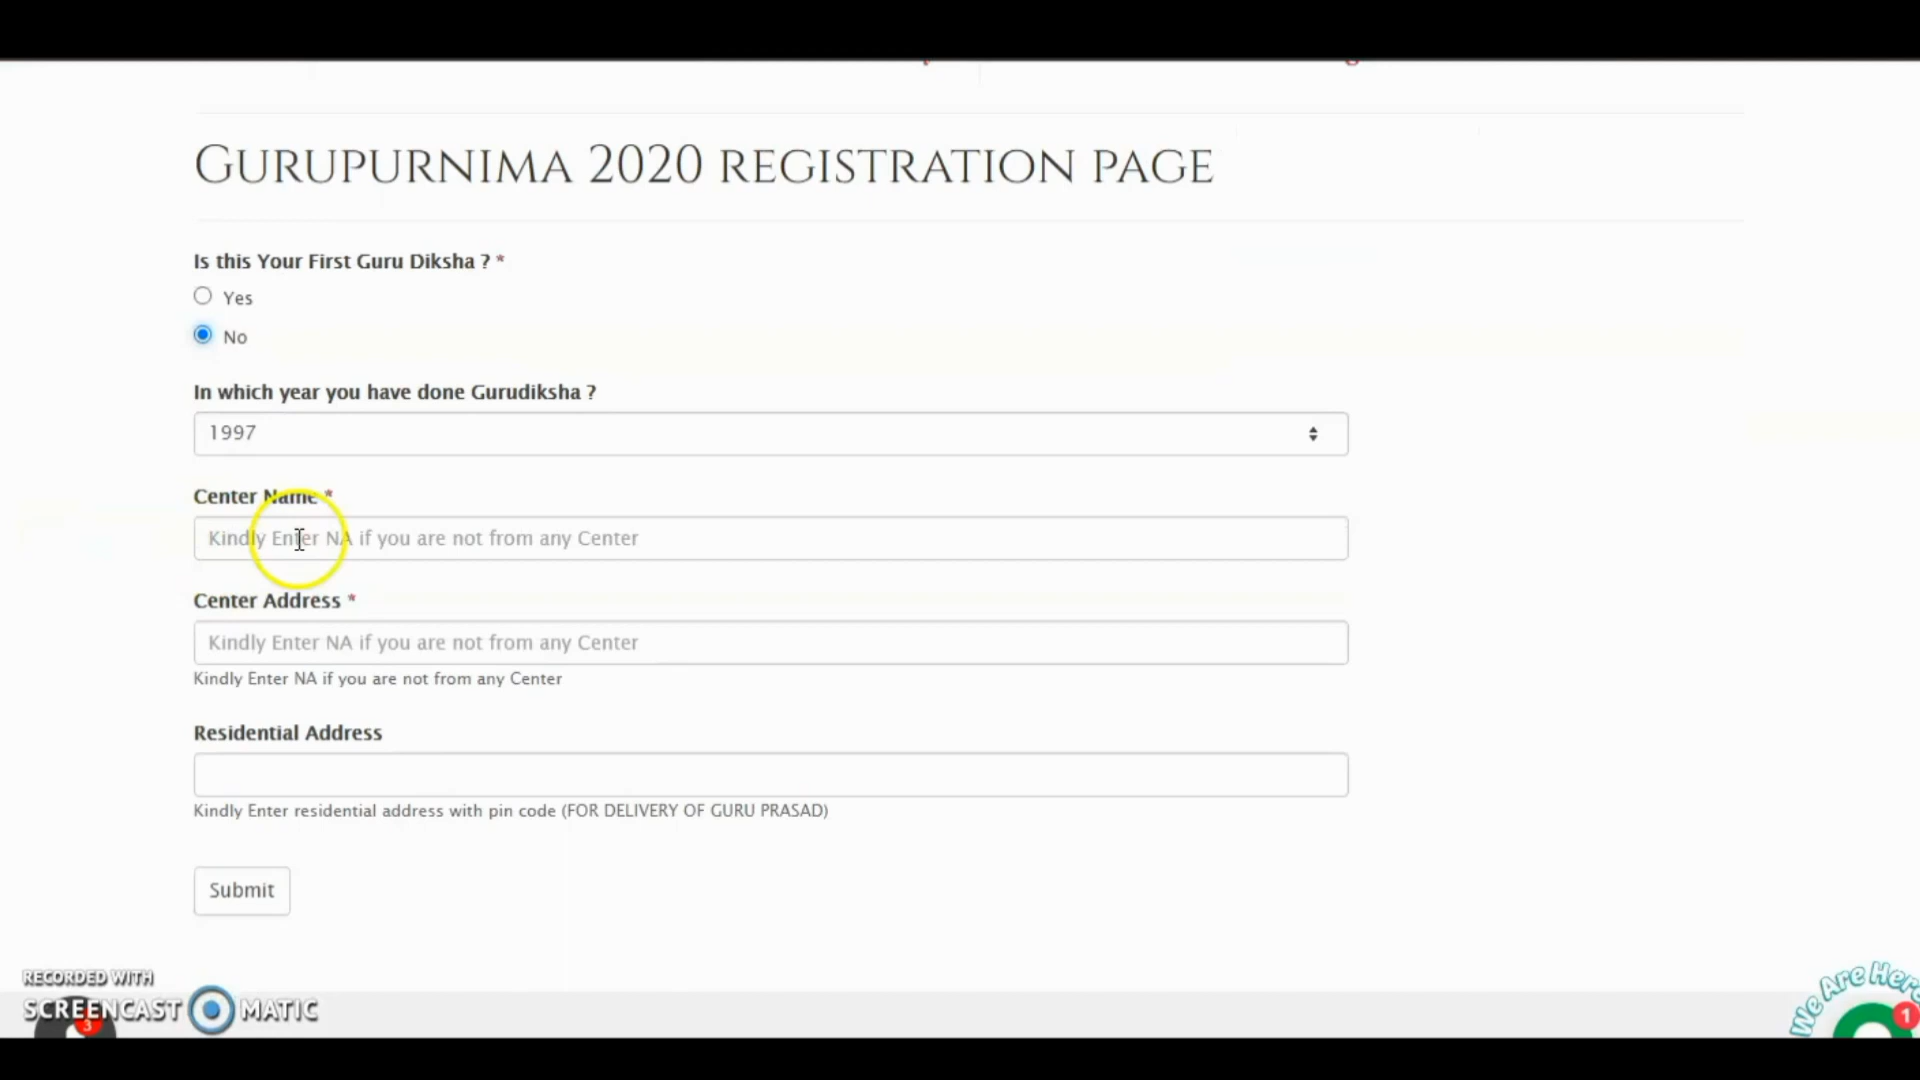 GURUPURNIMA 2020 REGISTRATION PAGE
Is this Your First Guru Diksha ? *
Yes
No
In which year you have done Gurudiksha ?
1997
Center Name *
Kindly Enter NA if you are not from any Center
Center Address *
Kindly Enter NA if you are not from any Center
Kindly Enter NA if you are not from any Center
Residential Address
Kindly Enter residential address with pin code (FOR DELIVERY OF GURU PRASAD)
Submit
RECORDED WITH
SCREENCAST MATIC
3
We Are Here
1